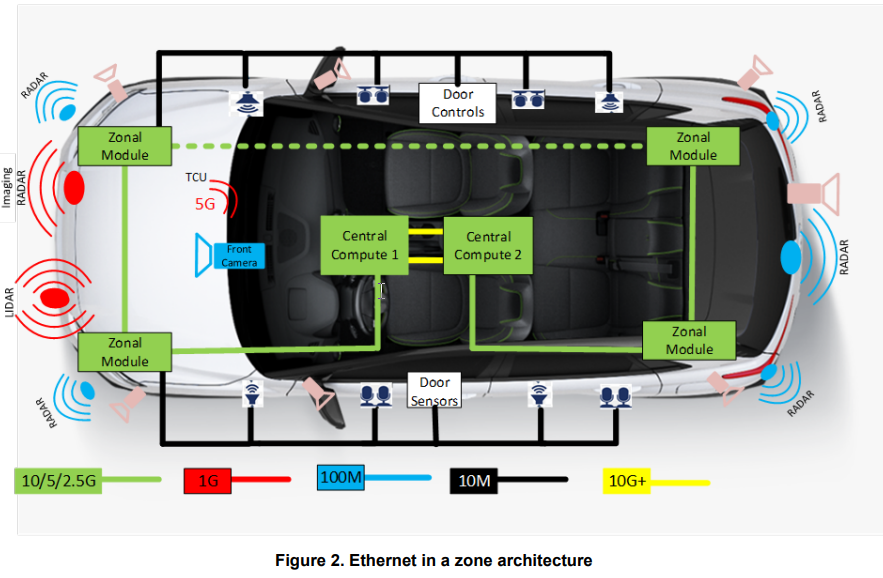 RADAR
Door
Controls
RADAR
Zonal
Module
Zonal
Module
Imaging
RADAR
TCU
5G
Central
Compute 1
Central
Compute 2
Front
Camera
RADAR
LIDAR
Zonal
Module
Zonal
Module
RADAR
Door
Sensors
RADAR
10/5/2.5G
1G
100M
10M
10G+
Figure 2. Ethernet in a zone architecture